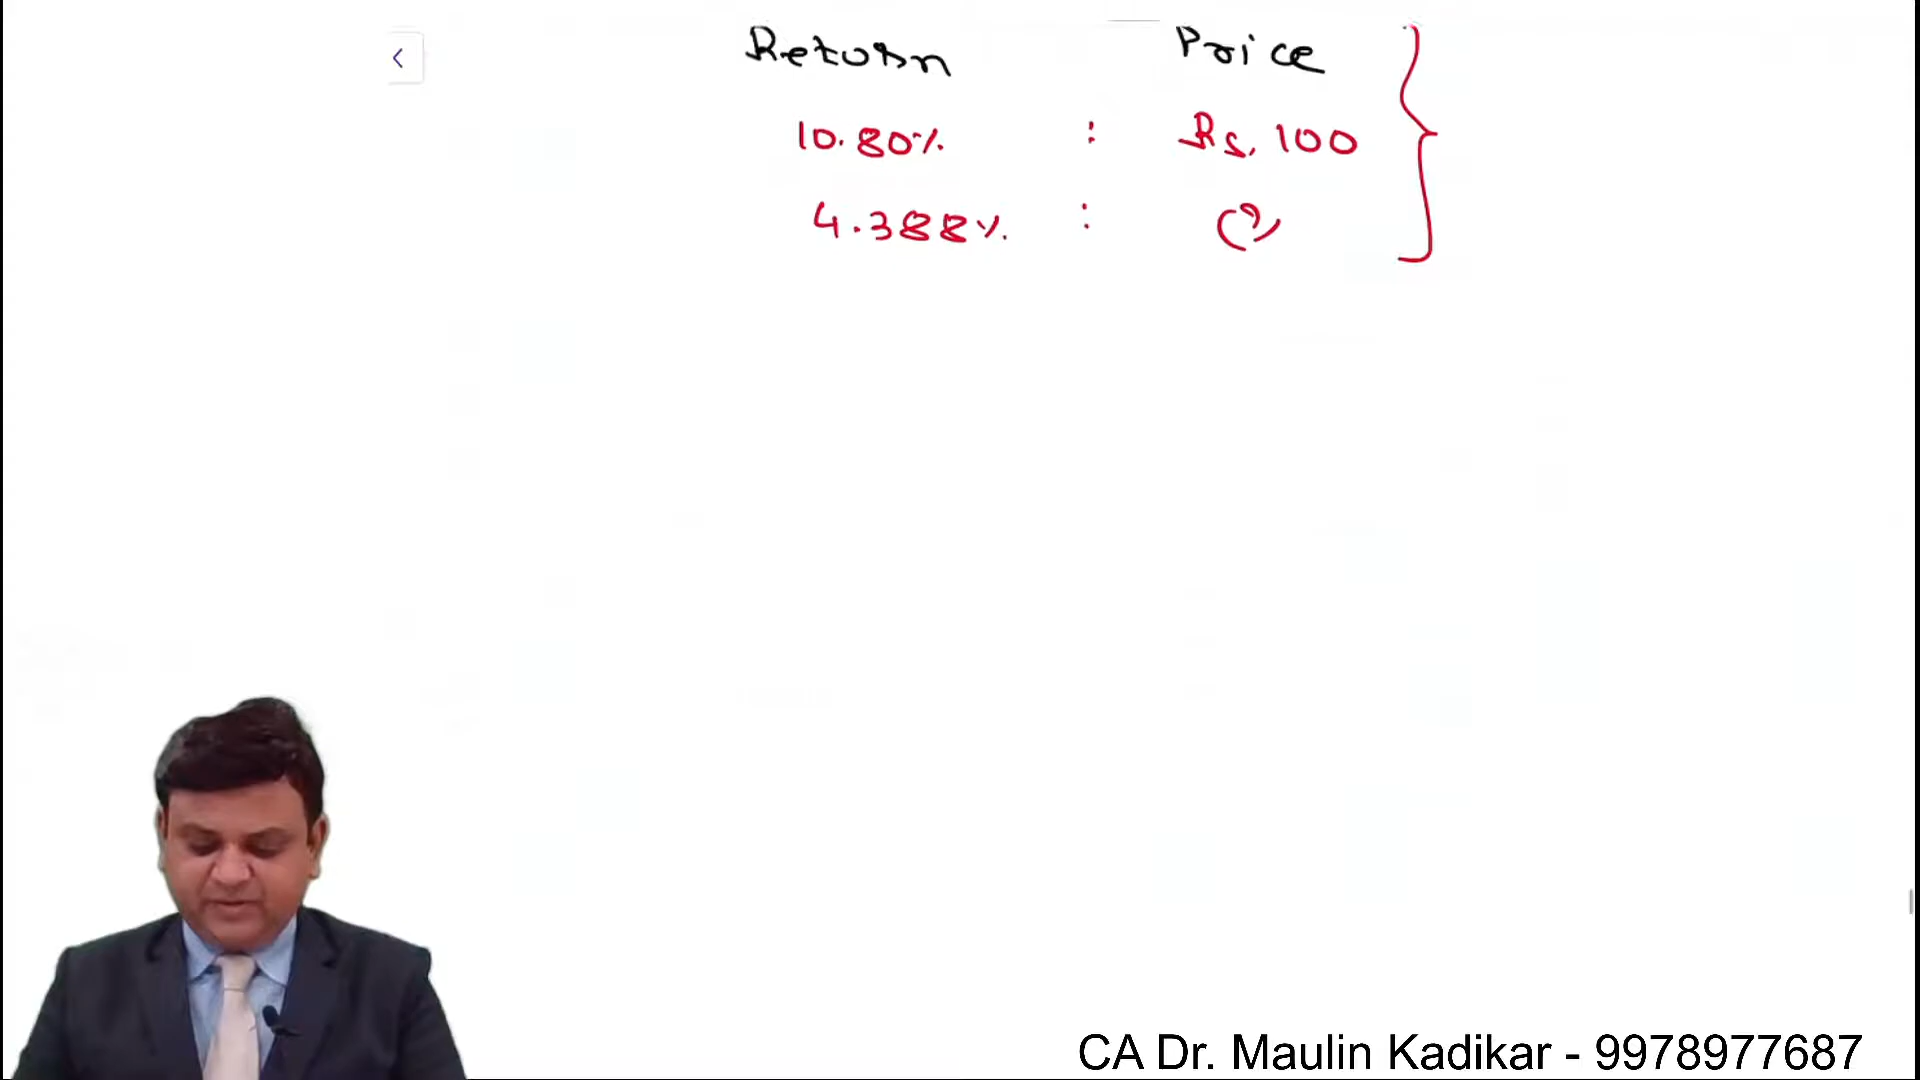 Return Price
10.80% : Rs. 100
4.388% : (?)
CA Dr. Maulin Kadikar - 9978977687